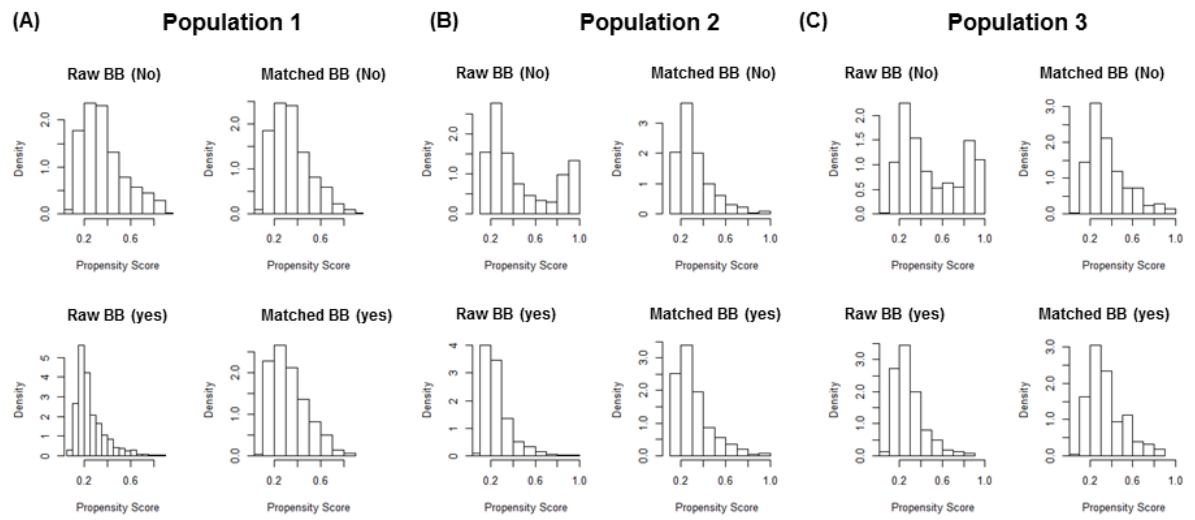 (A) Population 1 (B) Population 2 (C) Population 3
Raw BB (No) Matched BB (No) Raw BB (No) Matched BB (No) Raw BB (No) Matched BB (No)
Density 0.0 1.0 2.0 Density 0.0 1.0 2.0 Density 0.0 1.0 2.0 Density 0 1 2 3 Density 0.0 0.5 1.0 1.5 2.0 Density 0.0 1.0 2.0 3.0
0.2 0.6 0.2 0.6 0.2 0.6 1.0 0.2 0.6 1.0 0.2 0.6 1.0 0.2 0.6 1.0
Propensity Score Propensity Score Propensity Score Propensity Score Propensity Score Propensity Score
Raw BB (yes) Matched BB (yes) Raw BB (yes) Matched BB (yes) Raw BB (yes) Matched BB (yes)
Density 0 1 2 3 4 5 Density 0.0 1.0 2.0 Density 0 1 2 3 4 Density 0.0 1.0 2.0 3.0 Density 0.0 1.0 2.0 3.0 Density 0.0 1.0 2.0 3.0
0.2 0.6 0.2 0.6 0.2 0.6 1.0 0.2 0.6 1.0 0.2 0.6 1.0 0.2 0.6 1.0
Propensity Score Propensity Score Propensity Score Propensity Score Propensity Score Propensity Score